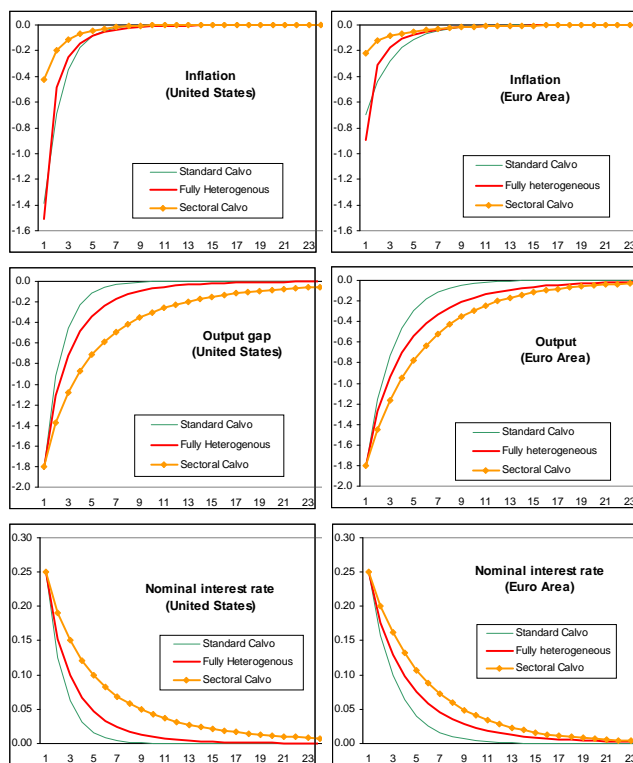 0.0
-0.2
-0.4
-0.6
-0.8
-1.0
-1.2
-1.4
-1.6
Inflation
(United States)
Standard Calvo
Fully Heterogenous
Sectoral Calvo
1 3 5 7 9 11 13 15 17 19 21 23
0.0
-0.2
-0.4
-0.6
-0.8
-1.0
-1.2
-1.4
-1.6
Inflation
(Euro Area)
Standard Calvo
Fully heterogeneous
Sectoral Calvo
1 3 5 7 9 11 13 15 17 19 21 23
0.0
-0.2
-0.4
-0.6
-0.8
-1.0
-1.2
-1.4
-1.6
-1.8
-2.0
Output gap
(United States)
Standard Calvo
Fully Heterogenous
Sectoral Calvo
1 3 5 7 9 11 13 15 17 19 21 23
0.0
-0.2
-0.4
-0.6
-0.8
-1.0
-1.2
-1.4
-1.6
-1.8
-2.0
Output
(Euro Area)
Standard Calvo
Fully heterogeneous
Sectoral Calvo
1 3 5 7 9 11 13 15 17 19 21 23
0.30
0.25
0.20
0.15
0.10
0.05
0.00
Nominal interest rate
(United States)
Standard Calvo
Fully Heterogenous
Sectoral Calvo
1 3 5 7 9 11 13 15 17 19 21 23
0.30
0.25
0.20
0.15
0.10
0.05
0.00
Nominal interest rate
(Euro Area)
Standard Calvo
Fully heterogeneous
Sectoral Calvo
1 3 5 7 9 11 13 15 17 19 21 23